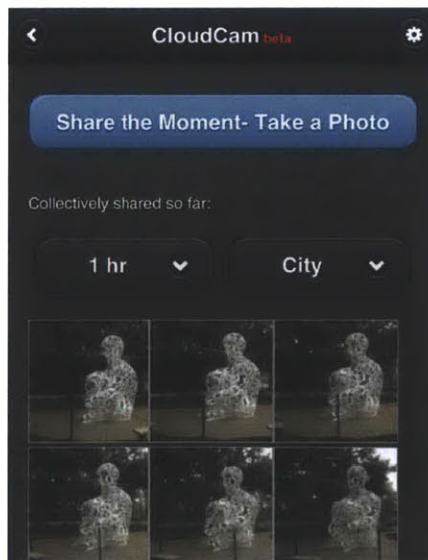 CloudCam beta
Share the Moment- Take a Photo
Collectively shared so far:
1 hr
City